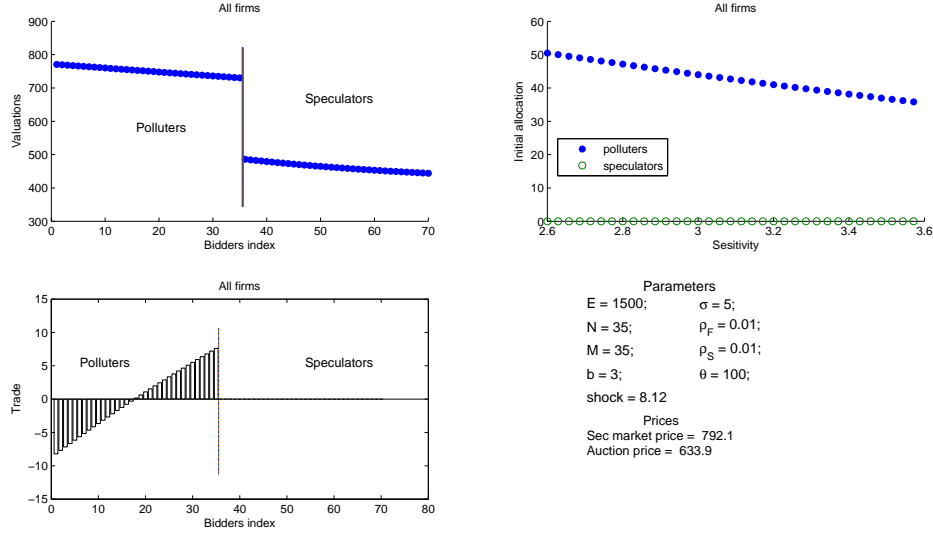 All firms
900
800
700
600
500
400
300
Valuations
Polluters
Speculators
0 10 20 30 40 50 60 70
Bidders index
All firms
60
50
40
30
20
10
0
Initial allocation
polluters
speculators
2.6 2.8 3 3.2 3.4 3.6
Sesitivity
All firms
15
10
5
0
−5
−10
−15
Trade
Polluters
Speculators
0 10 20 30 40 50 60 70 80
Bidders index
Parameters
E = 1500; σ = 5;
N = 35; ρF = 0.01;
M = 35; ρS = 0.01;
b = 3; θ = 100;
shock = 8.12
Prices
Sec market price = 792.1
Auction price = 633.9